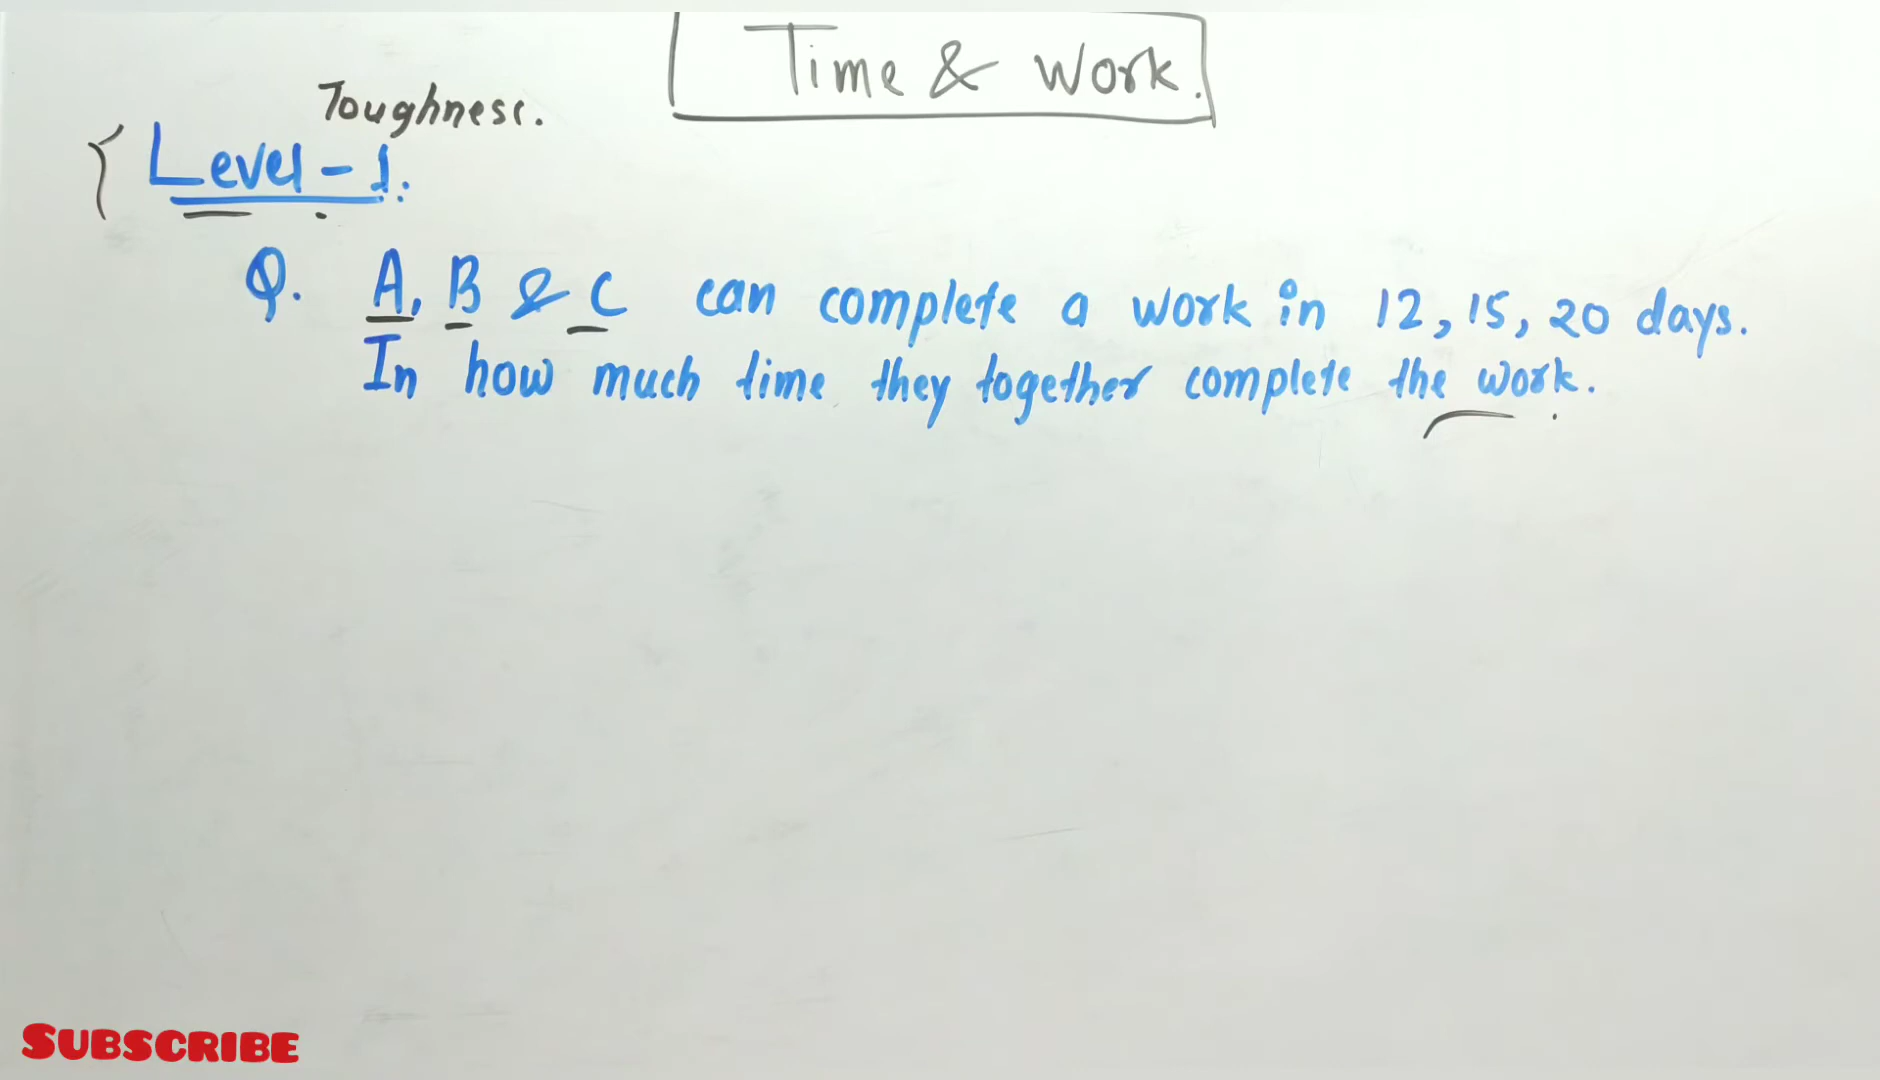 Time & Work.
Toughness.
Level-1.
Q. A, B & C can complete a work in 12, 15, 20 days.
In how much time they together complete the work.
SUBSCRIBE